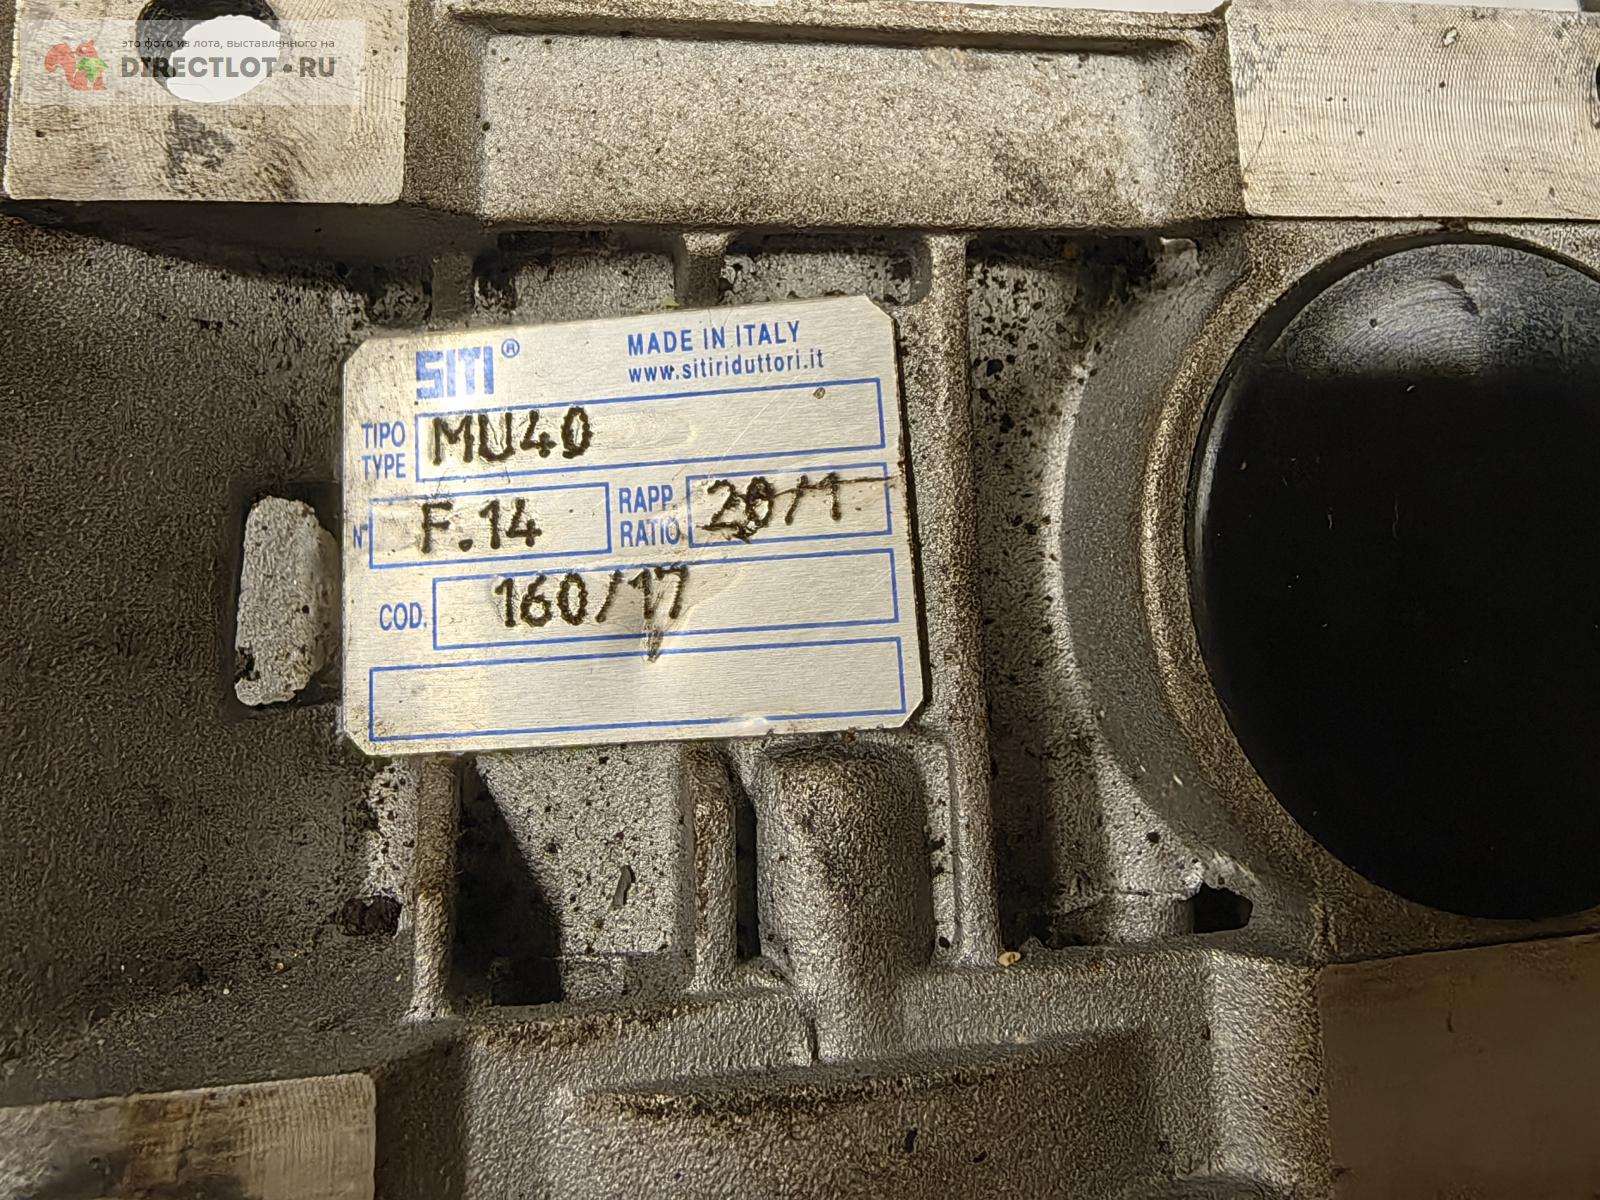 это фото из лота, выставленного на
DIRECTLOT.RU
SITI® MADE IN ITALY
www.sitiriduttori.it
TIPO
TYPE MU40
N° F.14 RAPP. RATIO 20/1
COD. 160/17